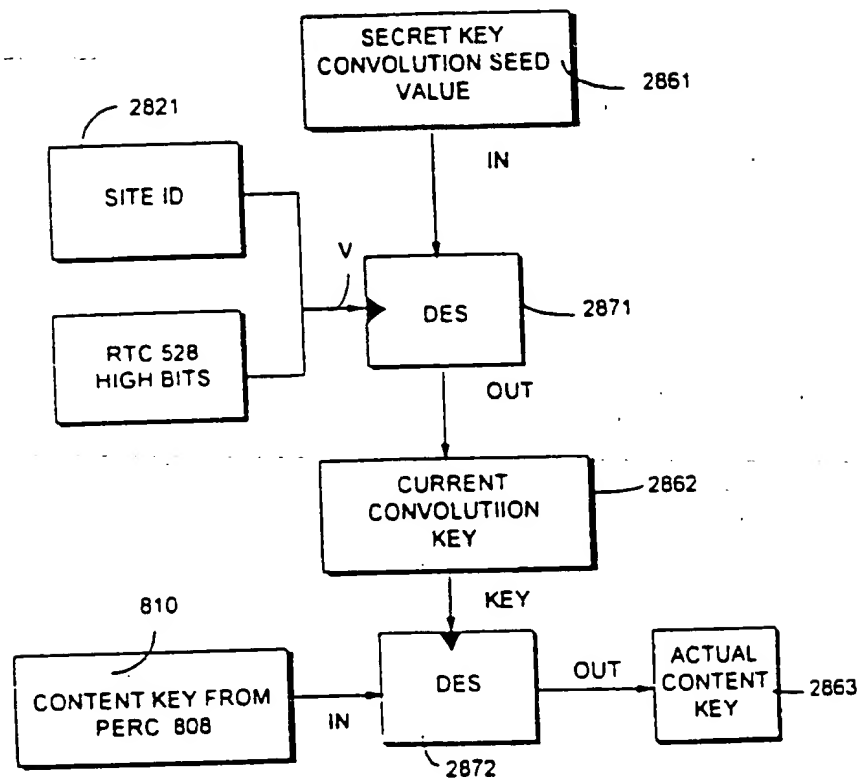 SECRET KEY
CONVOLUTION SEED
VALUE
2861
2821
IN
SITE ID
V
DES
2871
RTC 528
HIGH BITS
OUT
CURRENT
CONVOLUTIION
KEY
2862
KEY
810
CONTENT KEY FROM
PERC 808
IN
DES
OUT
ACTUAL
CONTENT
KEY
2863
2872